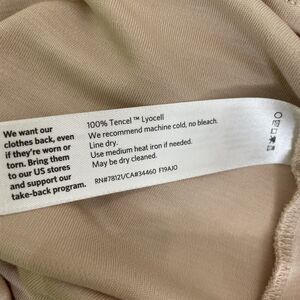 We want our
clothes back, even
if they're worn or
torn. Bring them
to our US stores
and support our
take-back program.
100% Tencel™ Lyocell
We recommend machine cold, no bleach.
Line dry.
Use medium heat iron if needed.
May be dry cleaned.
RN#78121/CA#34460 F19AJO